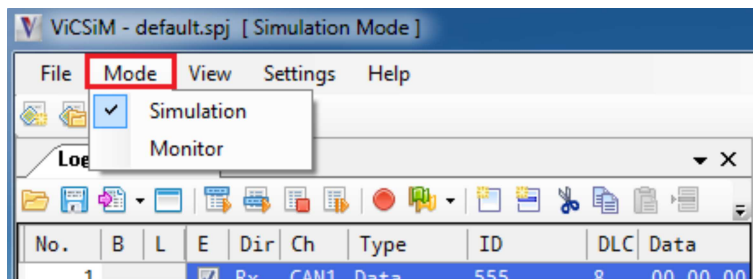 ViCSiM - default.spj [ Simulation Mode ]
File Mode View Settings Help
Simulation
Monitor
No. B L E Dir Ch Type ID DLC Data
1 Rx CAN1 Data 555 8 00 00 00